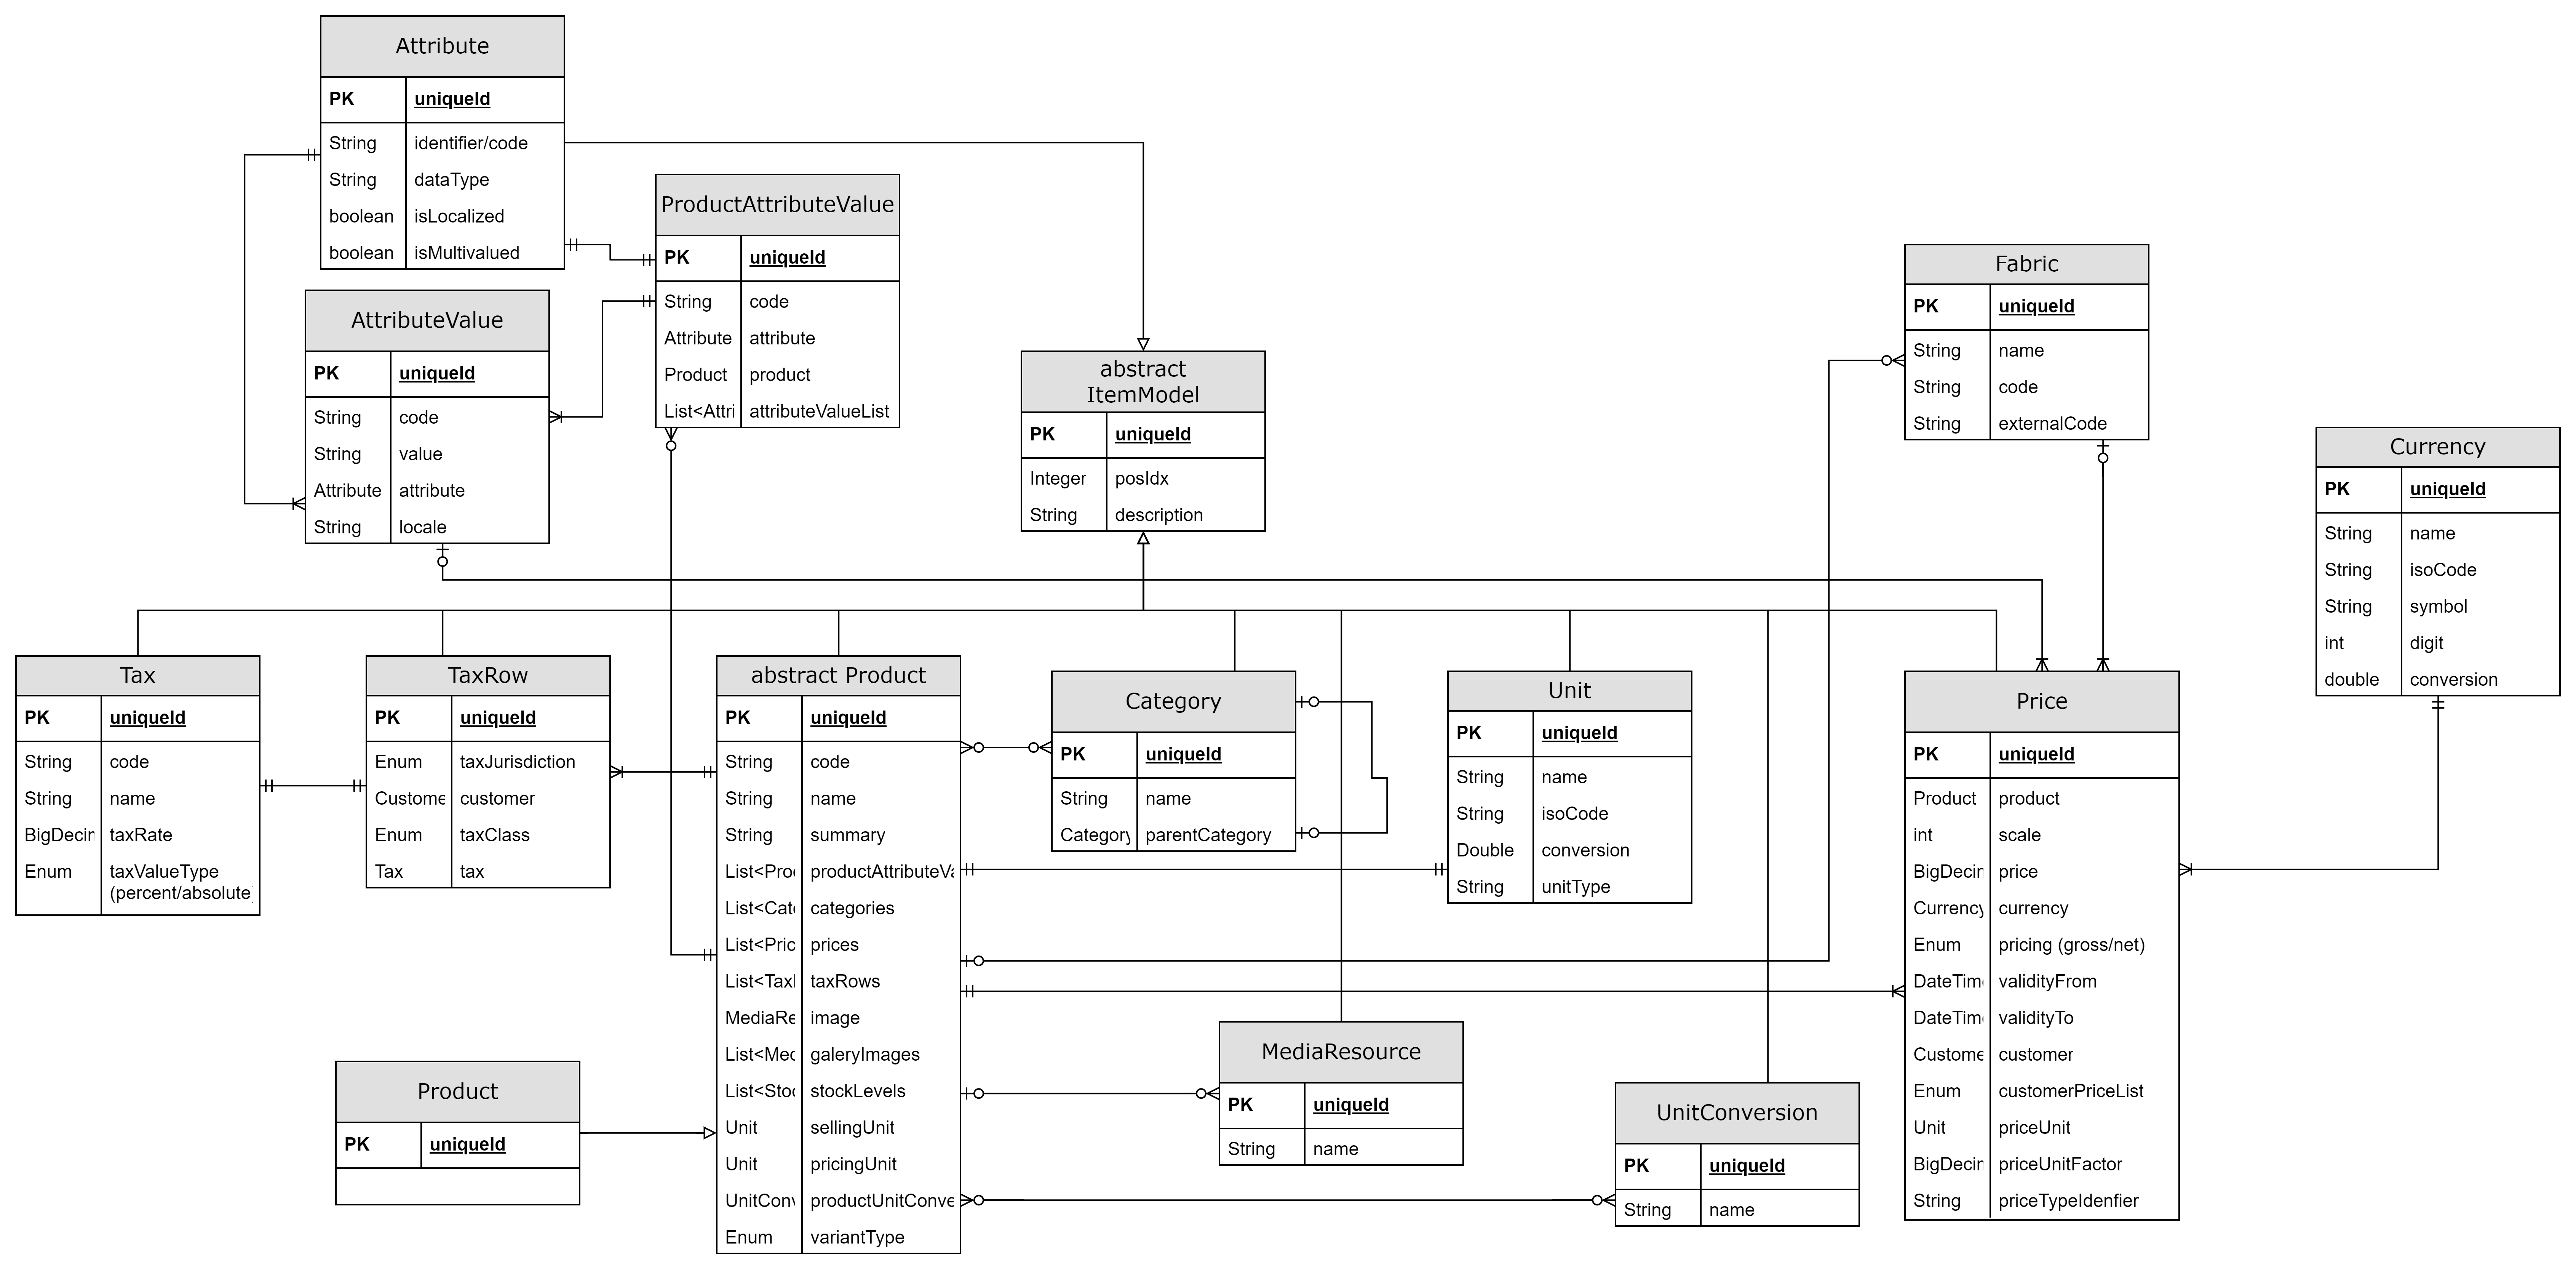 Attribute
PK uniqueId
String identifier/code
String dataType
boolean isLocalized
boolean isMultivalued
ProductAttributeValue
PK uniqueId
String code
Attribute attribute
Product product
List<Attri attributeValueList
AttributeValue
PK uniqueId
String code
String value
Attribute attribute
String locale
abstract
ItemModel
PK uniqueId
Integer posIdx
String description
Fabric
PK uniqueId
String name
String code
String externalCode
Currency
PK uniqueId
String name
String isoCode
String symbol
int digit
double conversion
Tax
PK uniqueId
String code
String name
BigDecin taxRate
Enum taxValueType
(percent/absolute
TaxRow
PK uniqueId
Enum taxJurisdiction
Custome customer
Enum taxClass
Tax tax
abstract Product
PK uniqueId
String code
String name
String summary
List<Proc productAttributeVa
List<Cate categories
List<Pric prices
List<TaxI taxRows
MediaRe image
List<Mec galeryImages
List<Stoc stockLevels
Unit sellingUnit
Unit pricingUnit
UnitConv productUnitConve
Enum variantType
Category
PK uniqueId
String name
Category parentCategory
Unit
PK uniqueId
String name
String isoCode
Double conversion
String unitType
Price
PK uniqueId
Product product
int scale
BigDecin price
Currency currency
Enum pricing (gross/net)
DateTime validityFrom
DateTime validityTo
Custome customer
Enum customerPriceList
Unit priceUnit
BigDecin priceUnitFactor
String priceTypeIdenfier
MediaResource
PK uniqueId
String name
UnitConversion
PK uniqueId
String name
Product
PK uniqueId